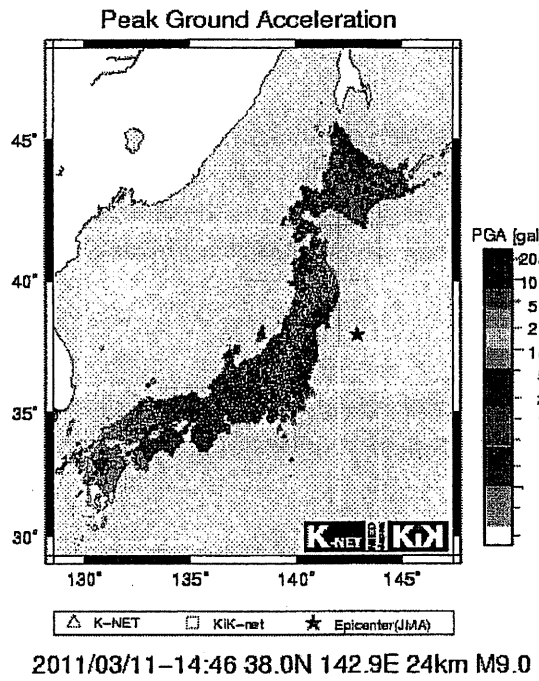 Peak Ground Acceleration
45°
40°
35°
30°
130° 135° 140° 145°
PGA [gal
20
10
5
2
1
K-NET KiK
K-NET KiK-net Epicenter(JMA)
2011/03/11-14:46 38.0N 142.9E 24km M9.0